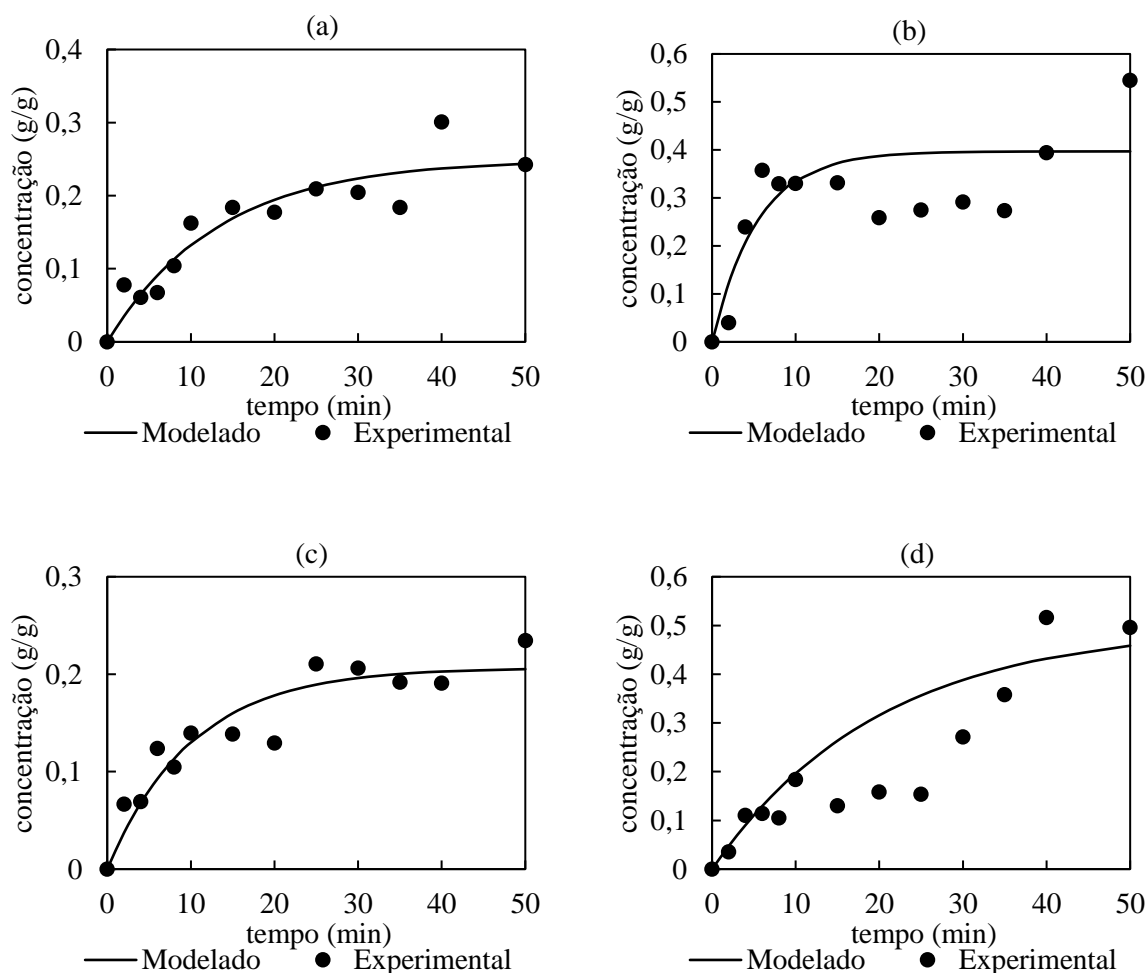 (a)
concentração (g/g)
0,4
0,3
0,2
0,1
0
0 10 20 30 40 50
tempo (min)
Modelado Experimental
(b)
concentração (g/g)
0,6
0,5
0,4
0,3
0,2
0,1
0
0 10 20 30 40 50
tempo (min)
Modelado Experimental
(c)
concentração (g/g)
0,3
0,2
0,1
0
0 10 20 30 40 50
tempo (min)
Modelado Experimental
(d)
concentração (g/g)
0,6
0,5
0,4
0,3
0,2
0,1
0
0 10 20 30 40 50
tempo (min)
Modelado Experimental